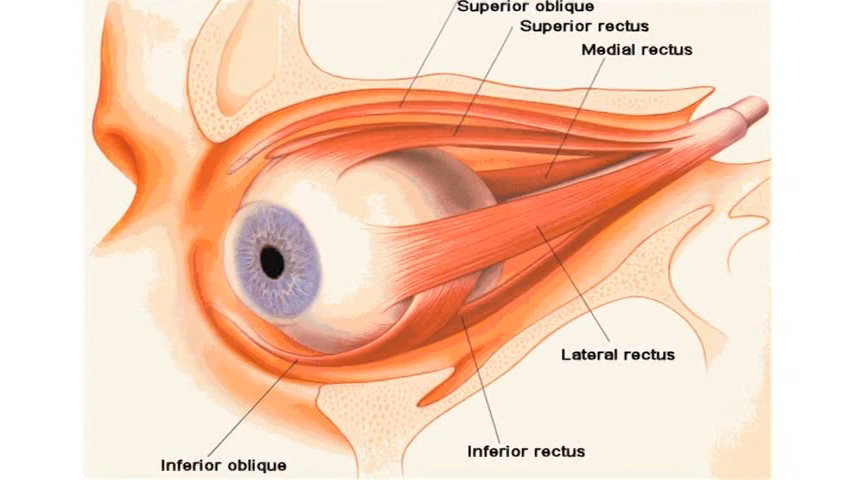 Superior oblique
Superior rectus
Medial rectus
Lateral rectus
Inferior rectus
Inferior oblique